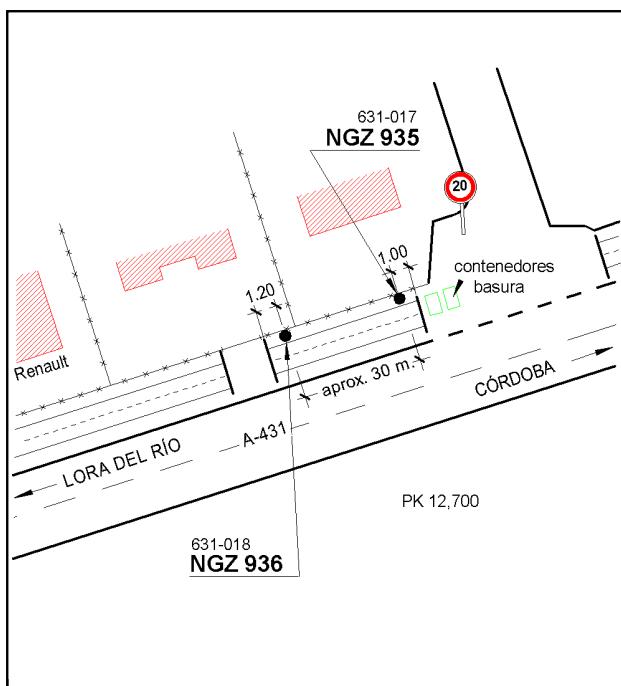 631-017
NGZ 935
20
1.00
contenedores
basura
1.20
Renault
aprox. 30 m.
CÓRDOBA
A-431
LORA DEL RÍO
PK 12,700
631-018
NGZ 936